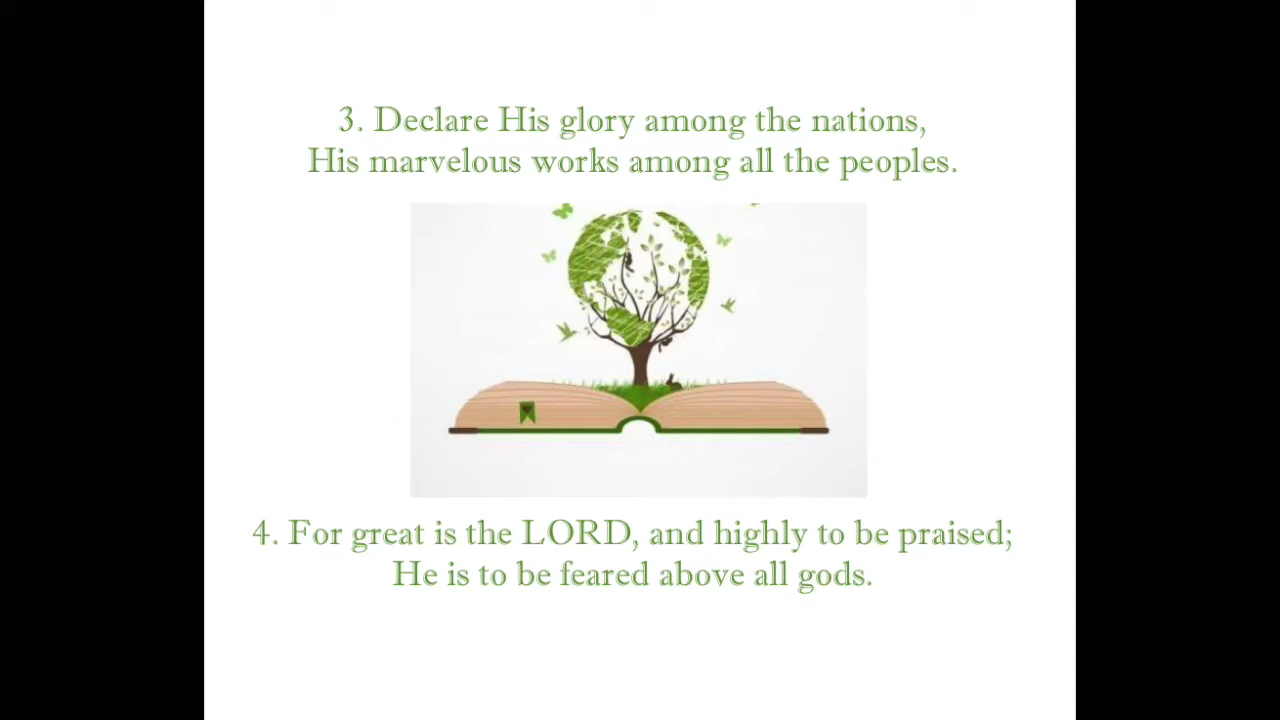 3. Declare His glory among the nations,
His marvelous works among all the peoples.
4. For great is the LORD, and highly to be praised;
He is to be feared above all gods.